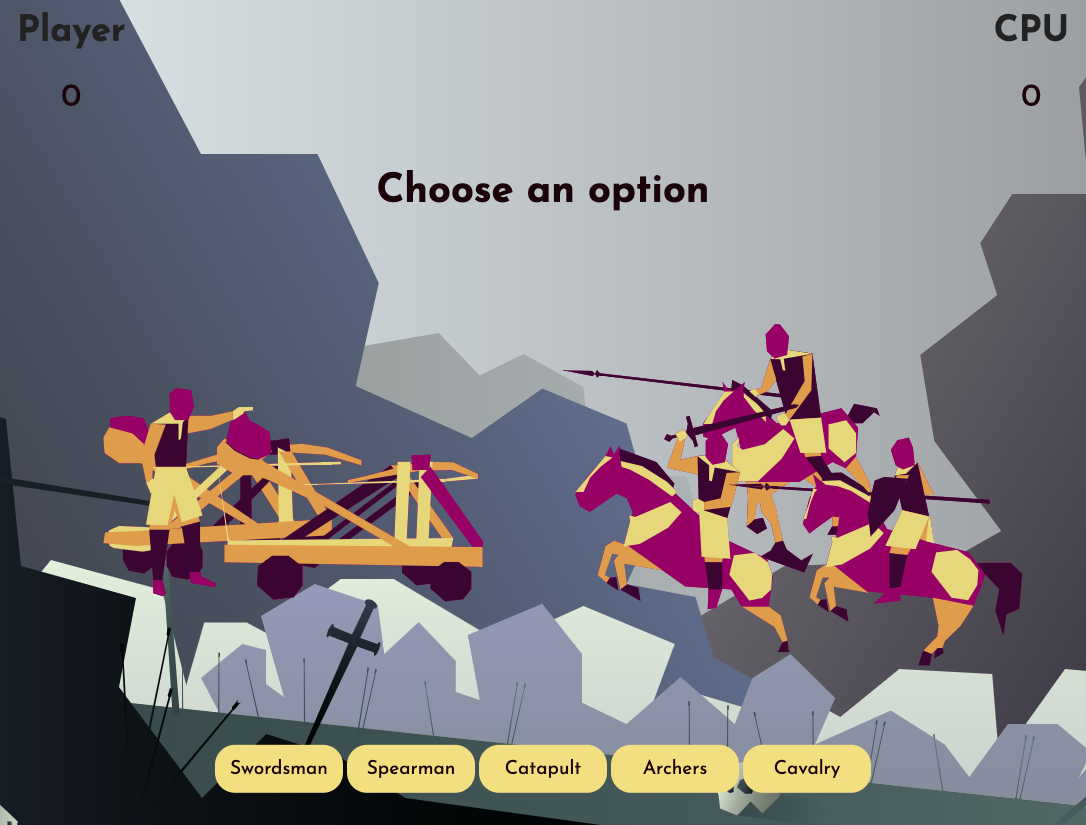 Player
CPU
0
0
Choose an option
Swordsman
Spearman
Catapult
Archers
Cavalry